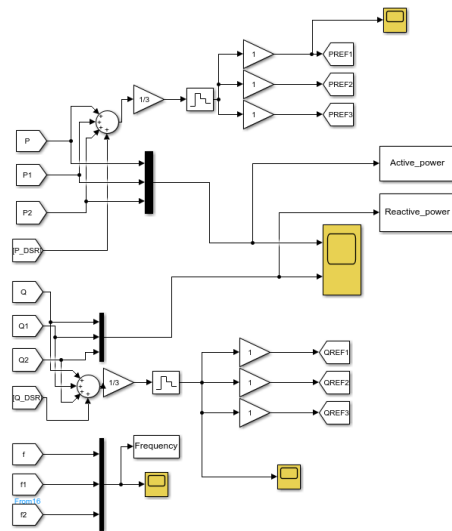 1
PREF1
1/3
1
PREF2
1
PREF3
P
P1
P2
[P_DSR]
Active_power
Reactive_power
Q
Q1
Q2
[Q_DSR]
1/3
1
QREF1
1
QREF2
1
QREF3
f
Frequency
f1
From16
f2